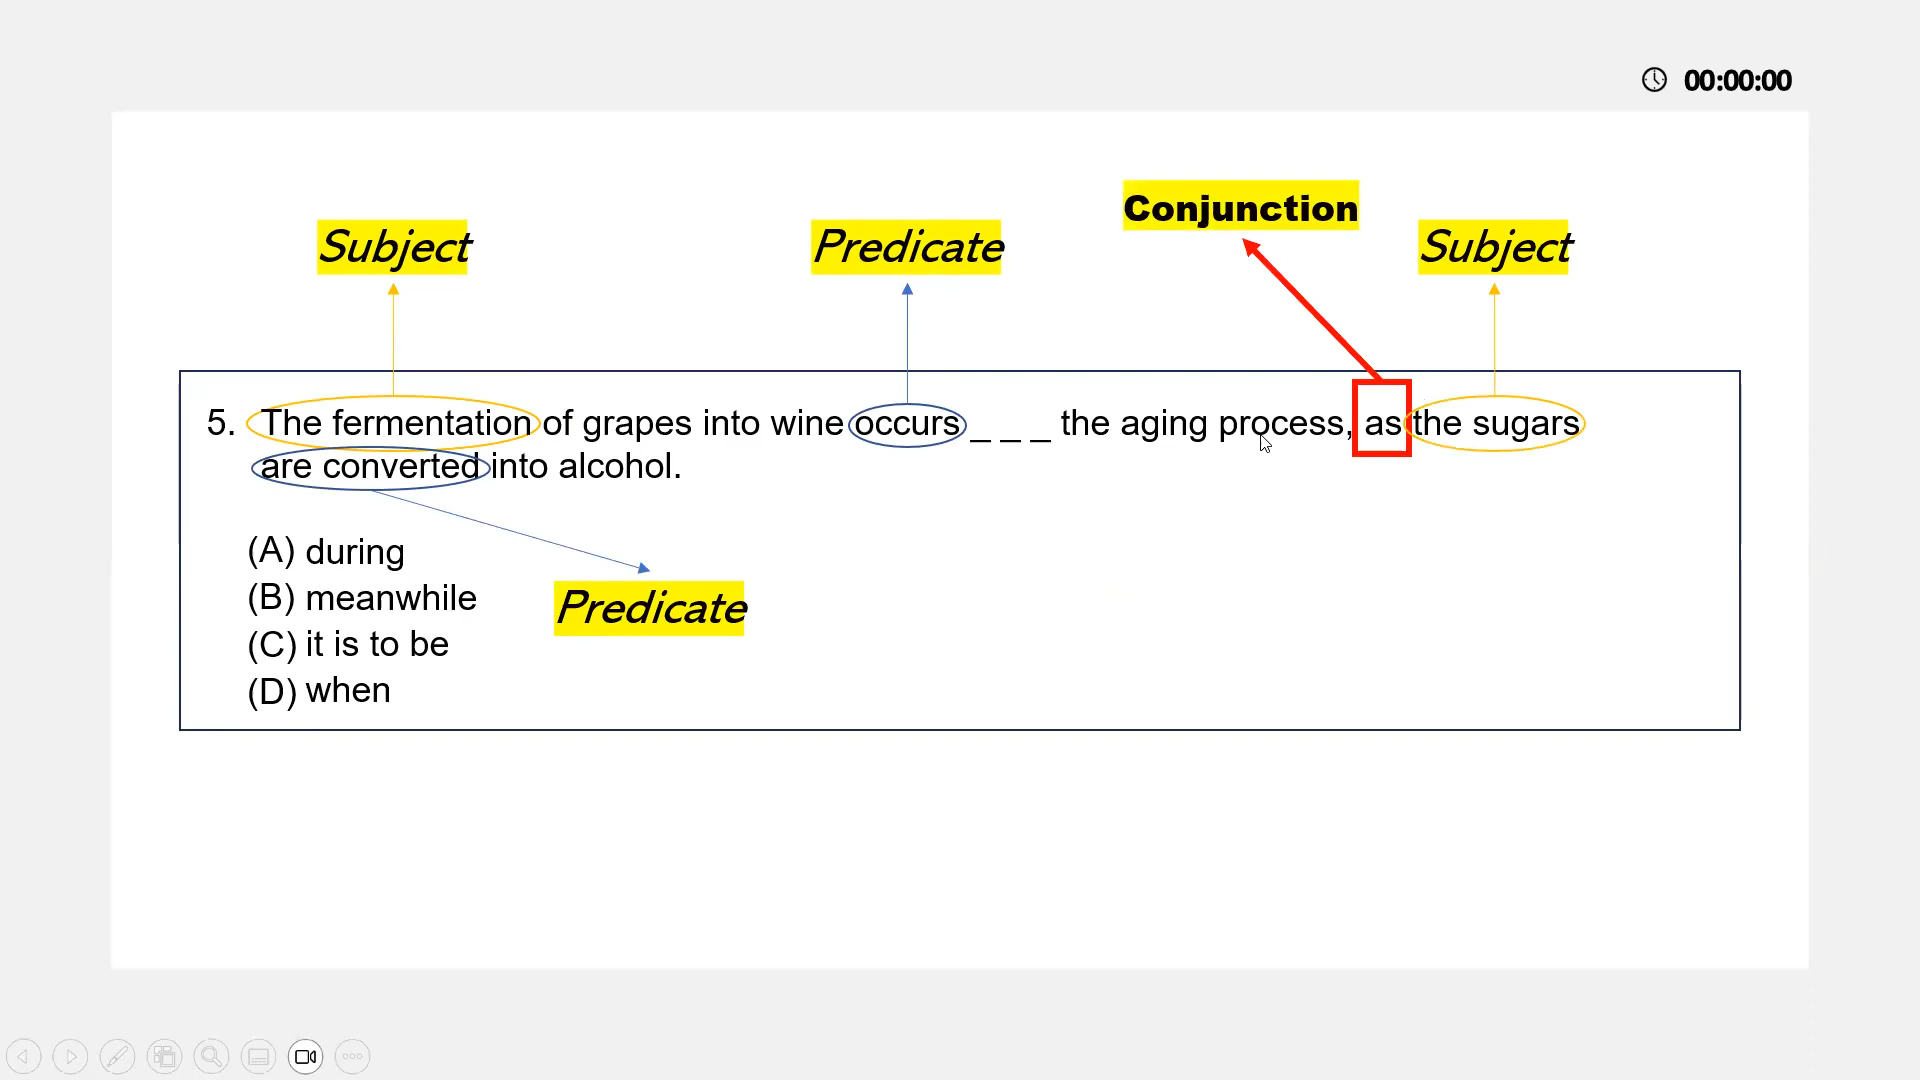 00:00:00
Conjunction
Subject
Predicate
Subject
5. The fermentation of grapes into wine occurs _ _ _ the aging process, as the sugars
are converted into alcohol.
(A) during
(B) meanwhile
Predicate
(C) it is to be
(D) when